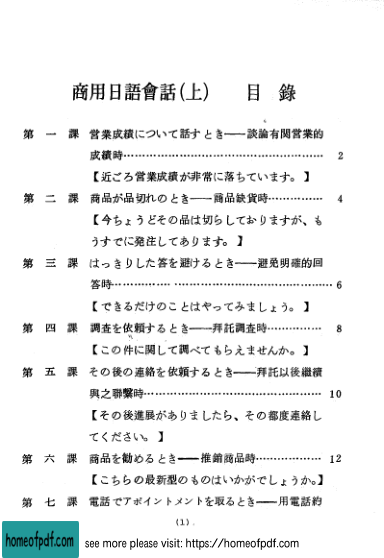 商用日語會話(上)　目　錄
第 一 課　営業成績について話すとき──談論有関営業的
成績時………………………………………… 2
【近ごろ営業成績が非常に落ちています。】
第 二 課　商品が品切れのとき──商品缺貨時…………… 4
【今ちょうどその品は切らしておりますが、も
うすでに発注してあります。】
第 三 課　はっきりした答を避けるとき──避免明確的回
答時………………………………………… 6
【できるだけのことはやってみましょう。】
第 四 課　調査を依頼するとき──拜託調査時…………… 8
【この件に関して調べてもらえませんか。】
第 五 課　その後の連絡を依頼するとき──拜託以後繼續
與之聯繫時………………………………………… 10
【その後進展がありましたら、その都度連絡し
てください。】
第 六 課　商品を勧めるとき──推銷商品時……………… 12
【こちらの最新型のものはいかがでしょうか。】
第 七 課　電話でアポイントメントを取るとき──用電話約
(1)
homeofpdf.com
see more please visit: https://homeofpdf.com